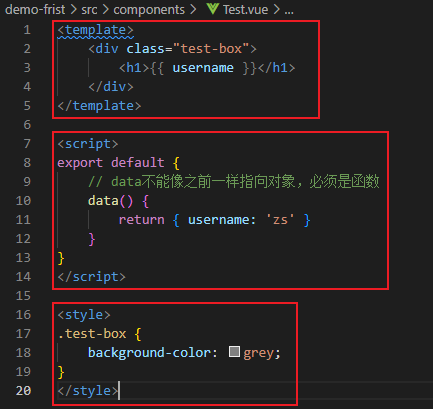 demo-frist > src > components > Test.vue > ...
1 <template>
2     <div class="test-box">
3         <h1>{{ username }}</h1>
4     </div>
5 </template>
6
7 <script>
8 export default {
9     // data不能像之前一样指向对象，必须是函数
10     data() {
11         return { username: 'zs' }
12     }
13 }
14 </script>
15
16 <style>
17 .test-box {
18     background-color: grey;
19 }
20 </style>